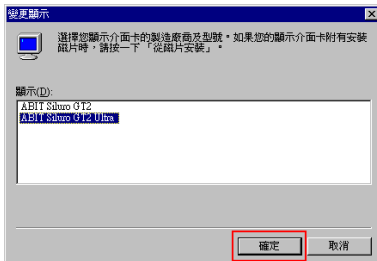 變更顯示
選擇您顯示介面卡的製造廠商及型號。如果您的顯示介面卡附有安裝
磁片時，請按一下「從磁片安裝」。
顯示(D):
ABIT Siluro GT2
ABIT Siluro GT2 Ultra
確定
取消